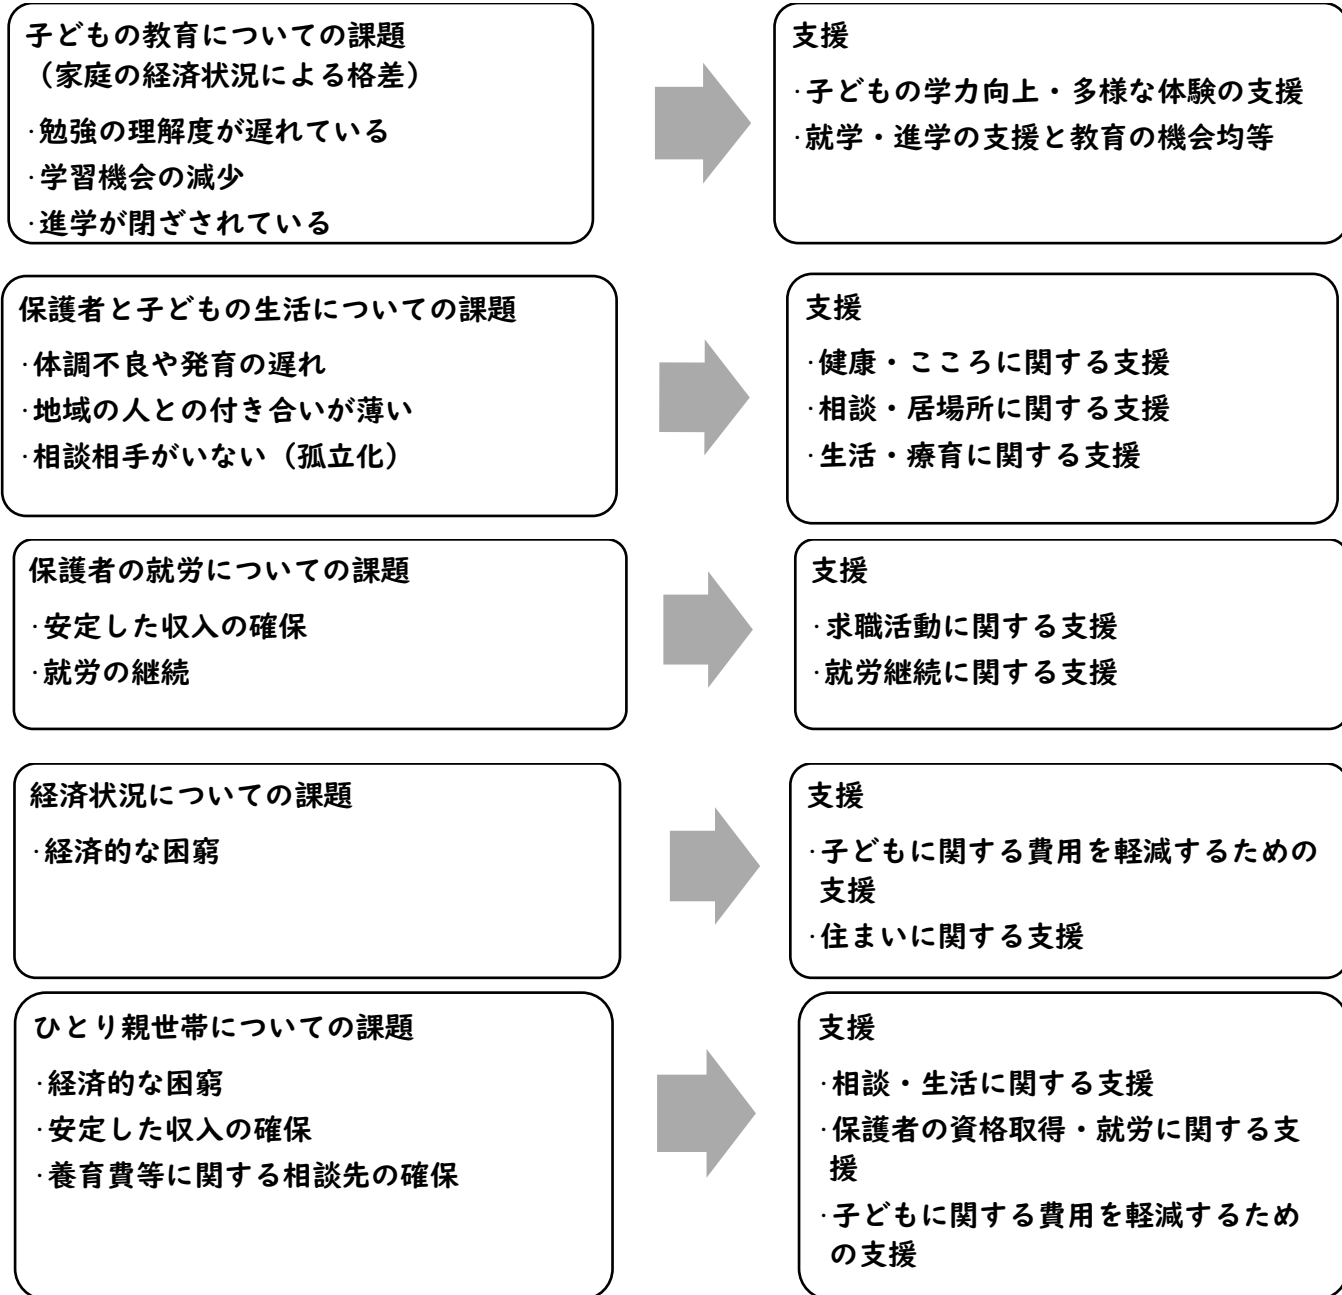 子どもの教育についての課題
（家庭の経済状況による格差）
・勉強の理解度が遅れている
・学習機会の減少
・進学が閉ざされている
支援
・子どもの学力向上・多様な体験の支援
・就学・進学の支援と教育の機会均等
保護者と子どもの生活についての課題
・体調不良や発育の遅れ
・地域の人との付き合いが薄い
・相談相手がいない（孤立化）
支援
・健康・こころに関する支援
・相談・居場所に関する支援
・生活・療育に関する支援
保護者の就労についての課題
・安定した収入の確保
・就労の継続
支援
・求職活動に関する支援
・就労継続に関する支援
経済状況についての課題
・経済的な困窮
支援
・子どもに関する費用を軽減するための
支援
・住まいに関する支援
ひとり親世帯についての課題
・経済的な困窮
・安定した収入の確保
・養育費等に関する相談先の確保
支援
・相談・生活に関する支援
・保護者の資格取得・就労に関する支
援
・子どもに関する費用を軽減するため
の支援